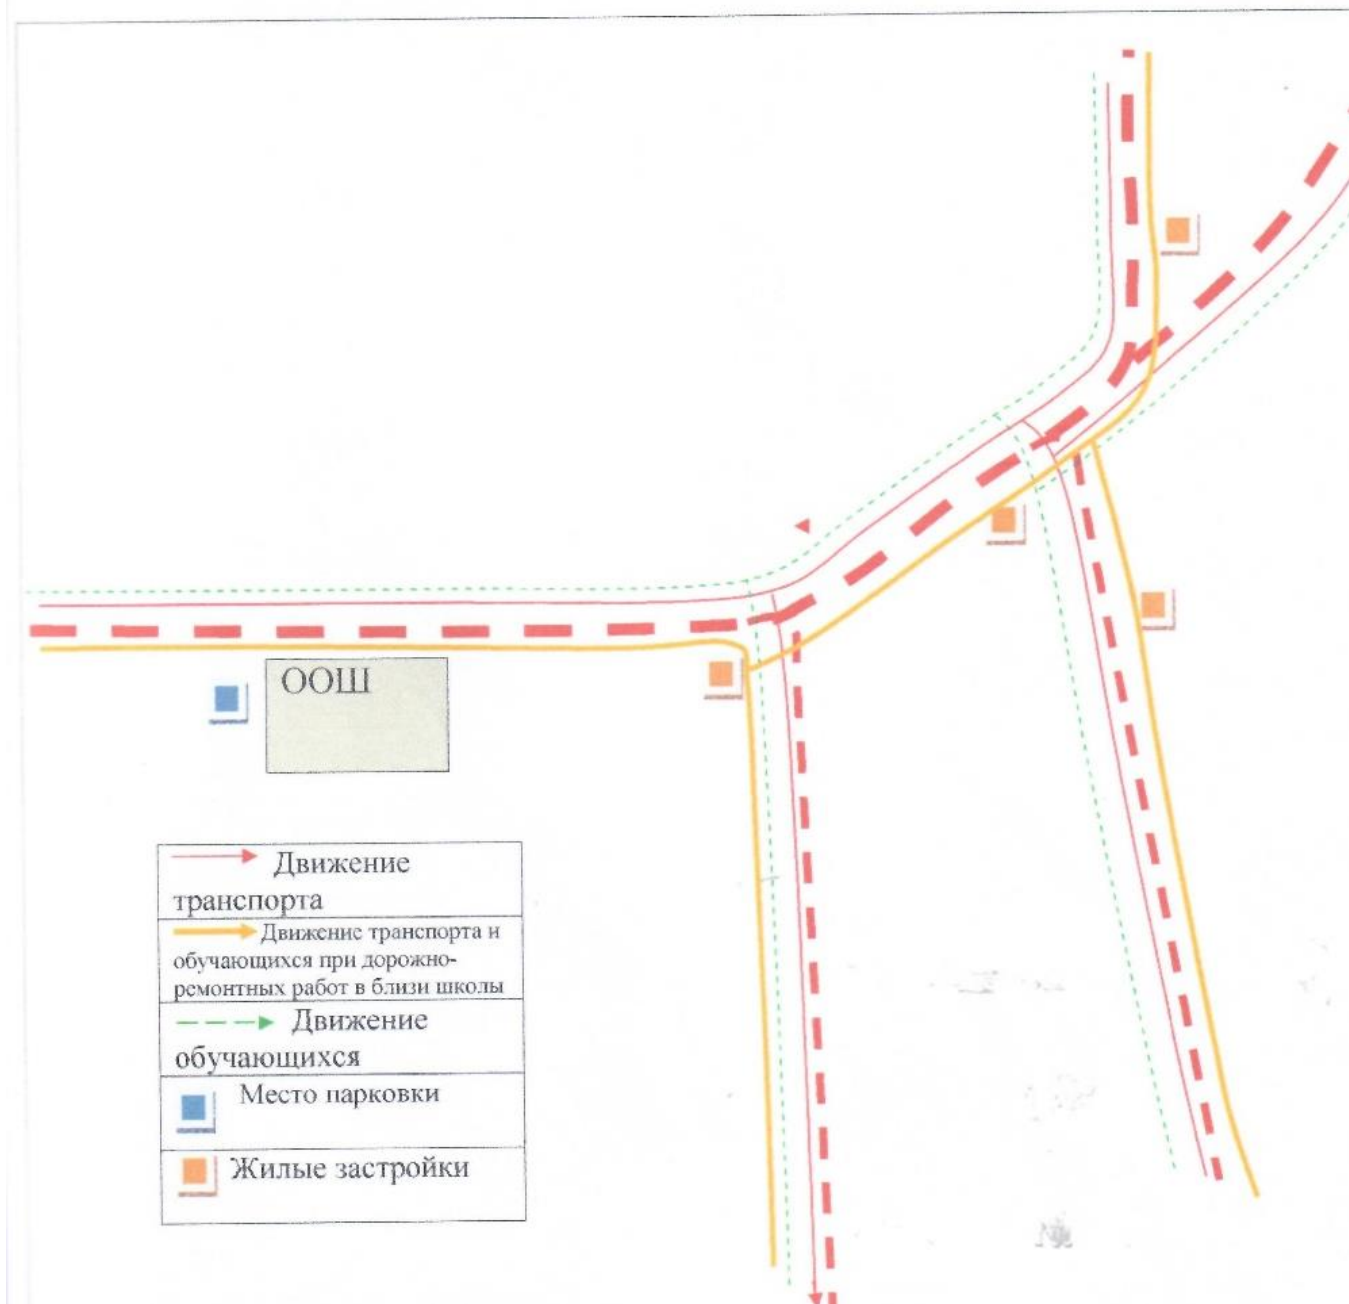 ООШ
Движение
транспорта
Движение транспорта и
обучающихся при дорожно-
ремонтных работ в близи школы
Движение
обучающихся
Место парковки
Жилые застройки